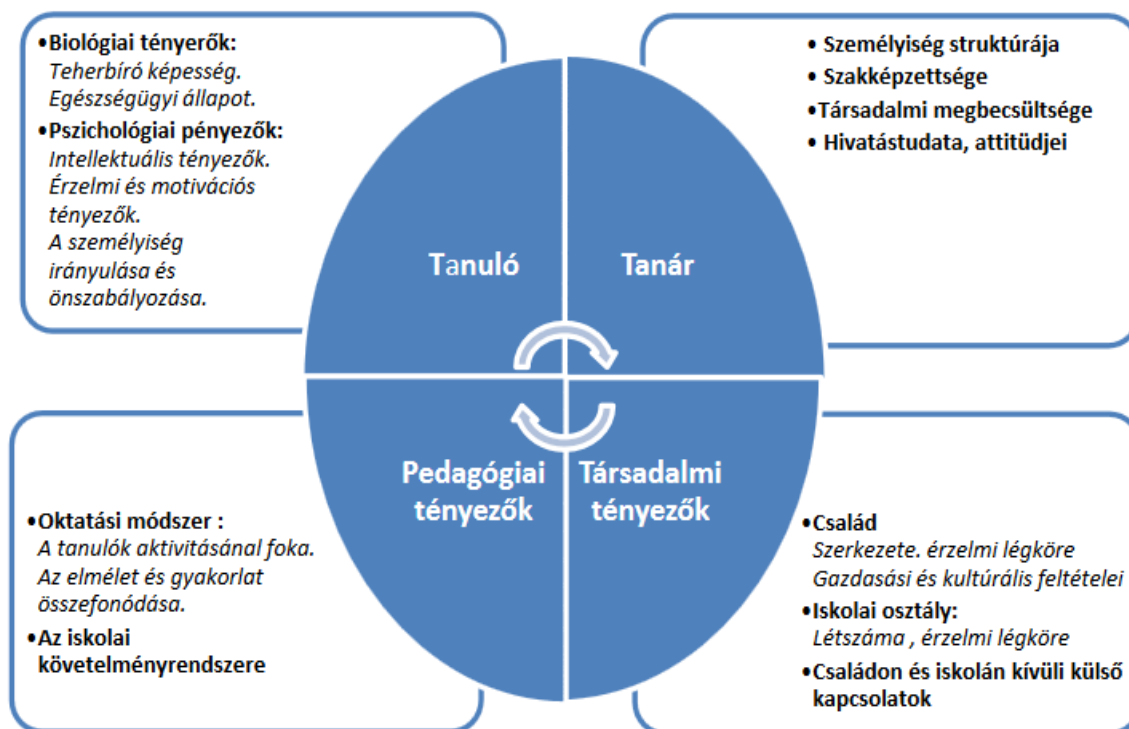 •Biológiai tényerők:
Teherbíró képesség.
Egészségügyi állapot.
•Pszichológiai pényezők:
Intellektuális tényezők.
Érzelmi és motivációs
tényezők.
A személyiség
irányulása és
önszabályozása.
• Személyiség struktúrája
• Szakképzettsége
•Társadalmi megbecsültsége
• Hivatástudata, attitüdjei
Tanuló
Tanár
Pedagógiai
tényezők
Társadalmi
tényezők
•Oktatási módszer :
A tanulók aktivitásánal foka.
Az elmélet és gyakorlat
összefonódása.
•Az iskolai
követelményrendszere
•Család
Szerkezete. érzelmi légköre
Gazdasási és kultúrális feltételei
•Iskolai osztály:
Létszáma , érzelmi légköre
•Családon és iskolán kívüli külső
kapcsolatok